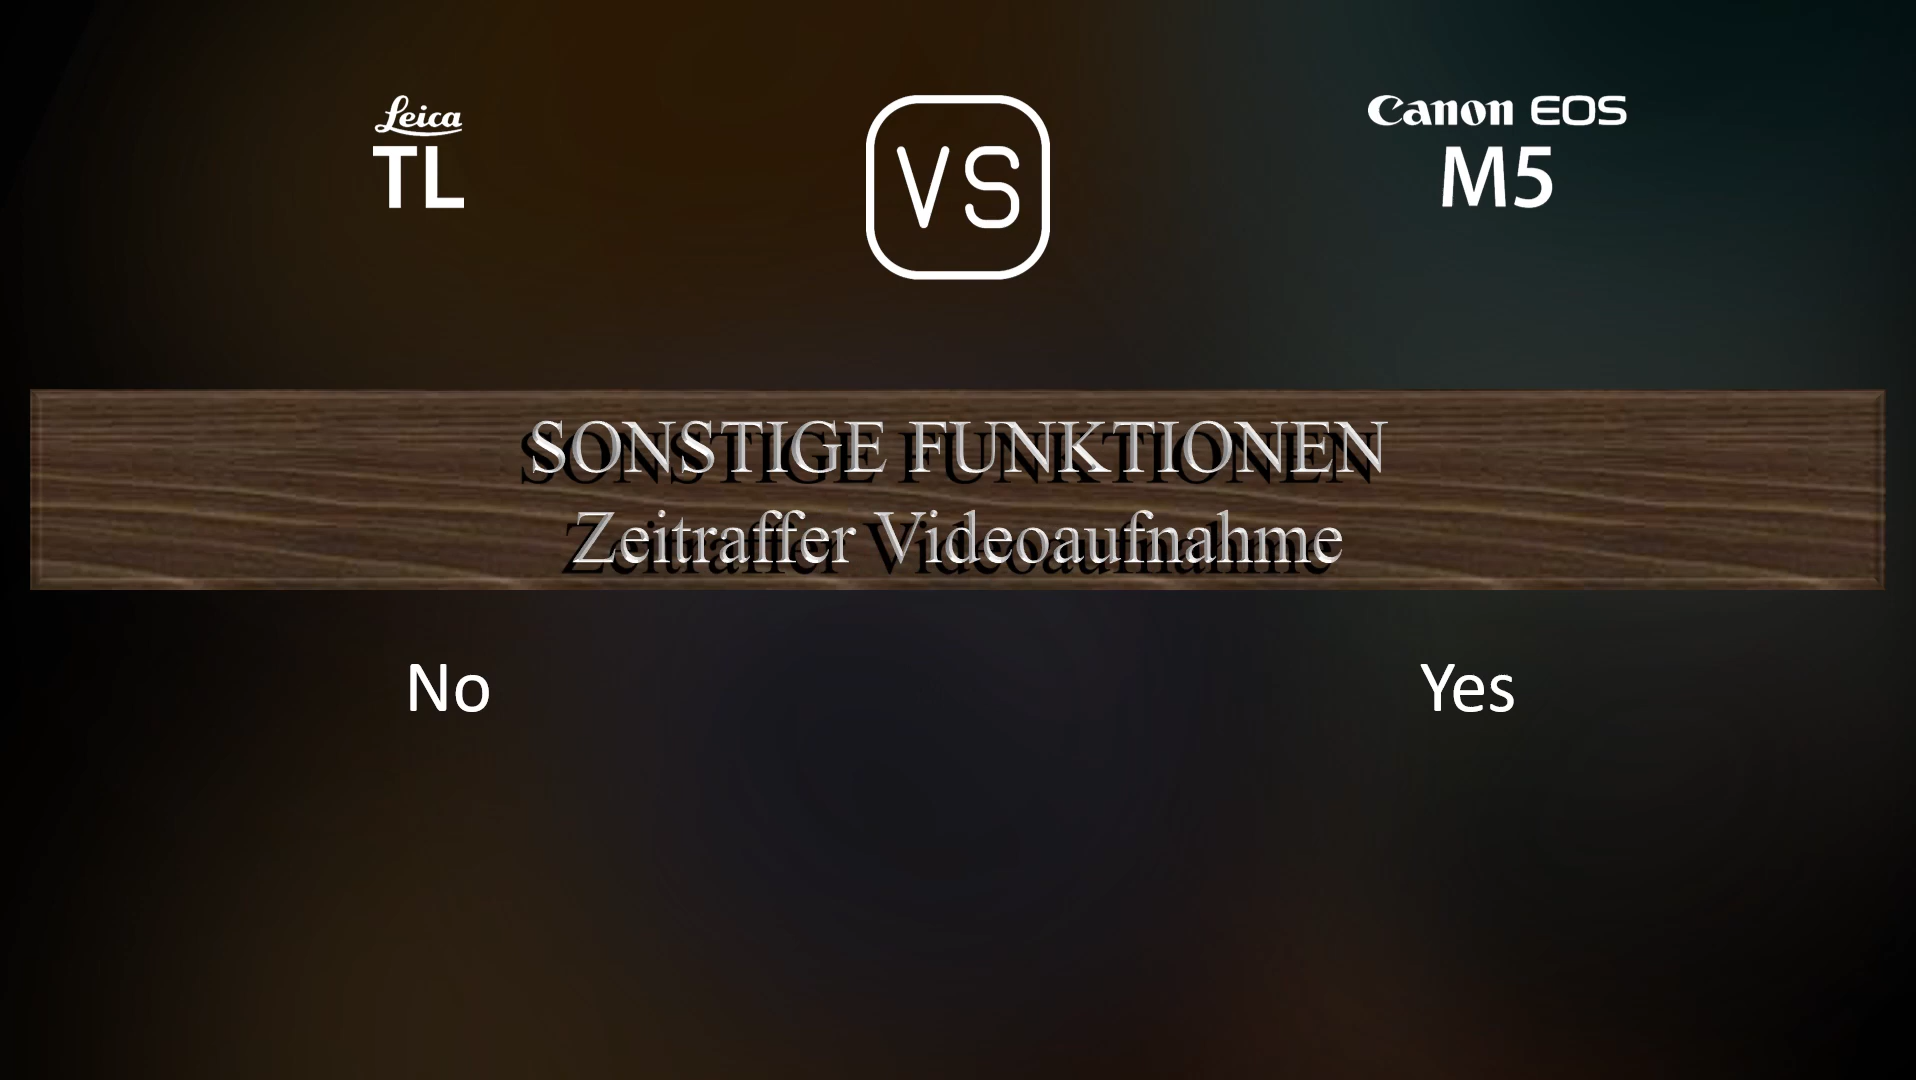 Leica
TL
VS
Canon EOS
M5
SONSTIGE FUNKTIONEN
Zeitraffer Videoaufnahme
No
Yes